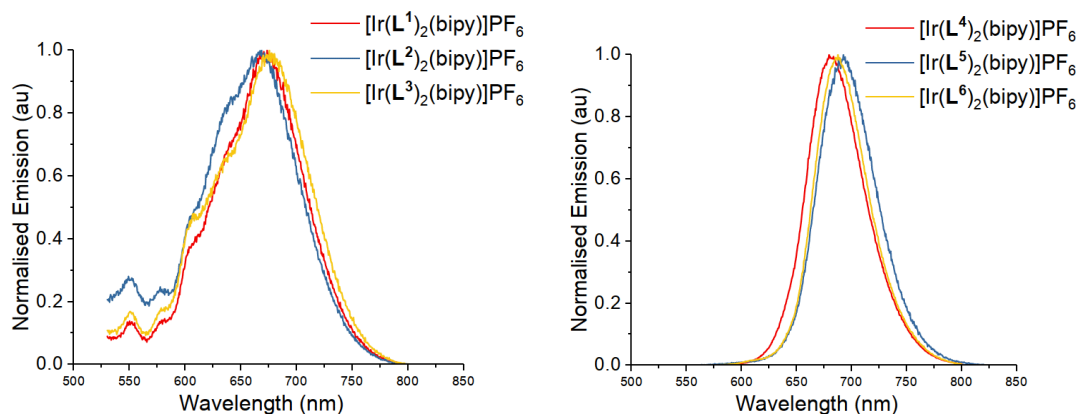 [Ir(L¹)₂(bipy)]PF₆
[Ir(L²)₂(bipy)]PF₆
[Ir(L³)₂(bipy)]PF₆
Normalised Emission (au)
1.0
0.8
0.6
0.4
0.2
0.0
500 550 600 650 700 750 800 850
Wavelength (nm)
[Ir(L⁴)₂(bipy)]PF₆
[Ir(L⁵)₂(bipy)]PF₆
[Ir(L⁶)₂(bipy)]PF₆
Normalised Emission (au)
1.0
0.8
0.6
0.4
0.2
0.0
500 550 600 650 700 750 800 850
Wavelength (nm)